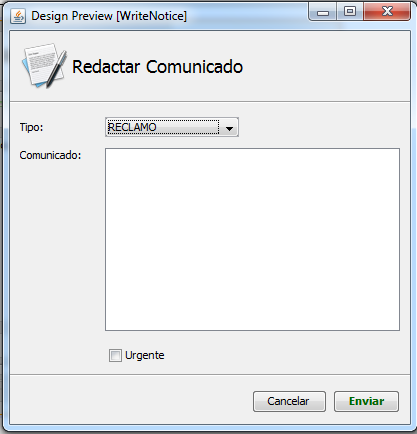 Design Preview [WriteNotice]
Redactar Comunicado
Tipo: RECLAMO
Comunicado:
Urgente
Cancelar Enviar